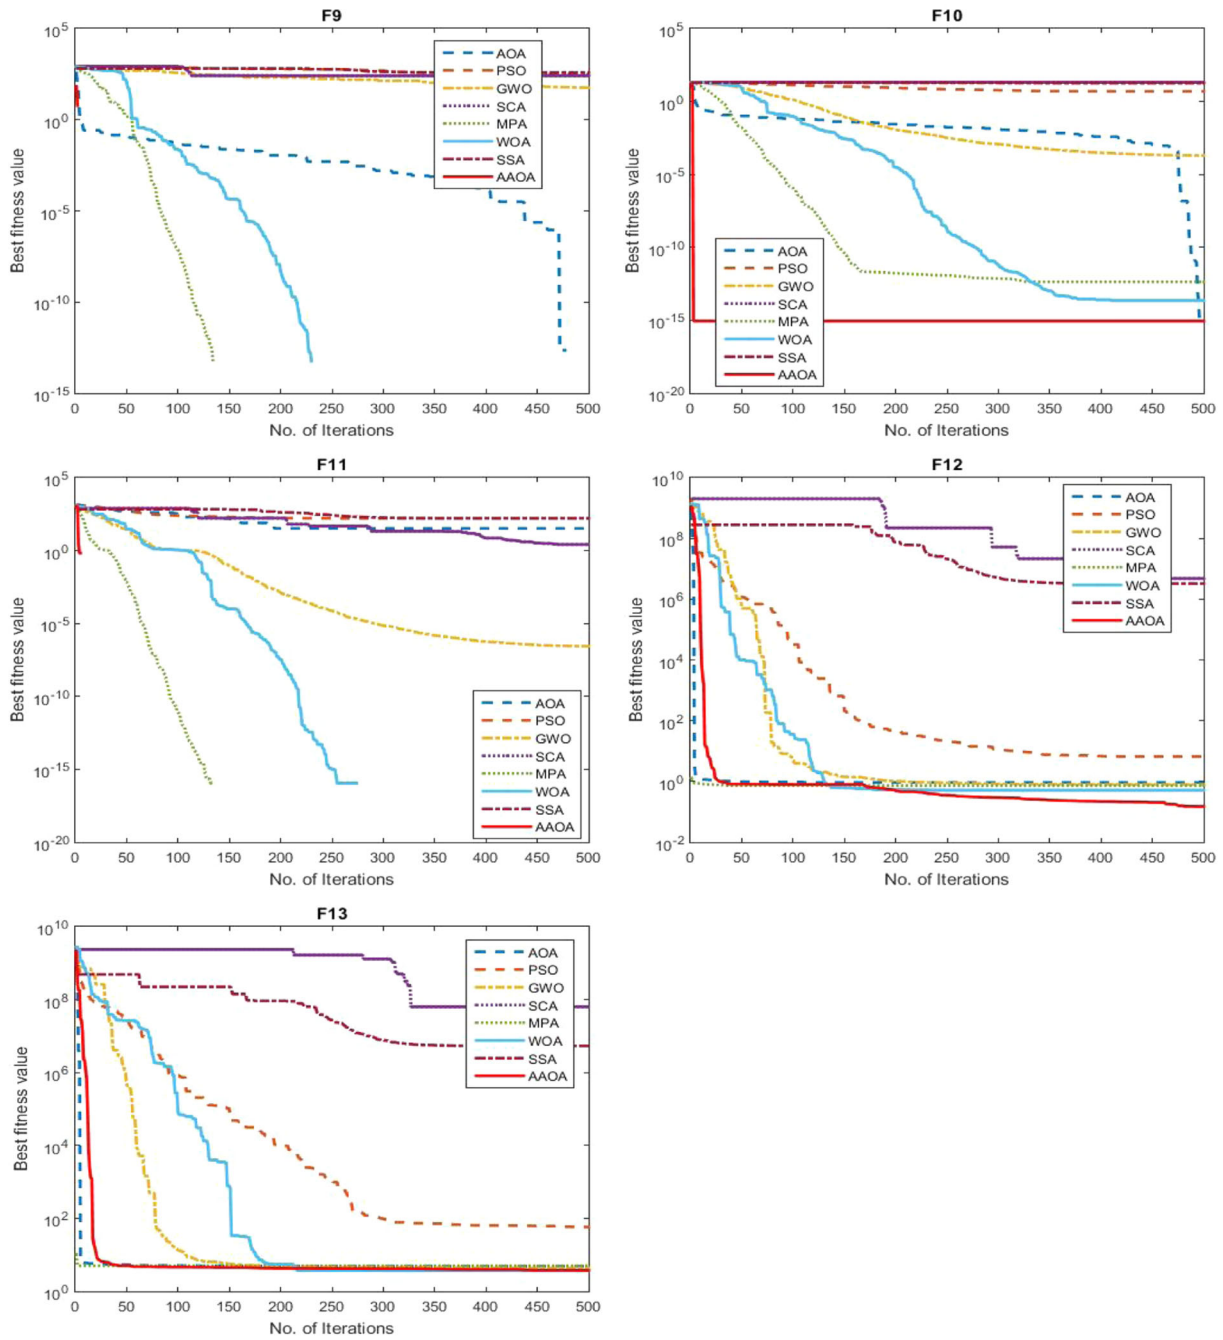 F9
10^5
10^0
10^-5
10^-10
10^-15
Best fitness value
0 50 100 150 200 250 300 350 400 450 500
No. of Iterations
AOA
PSO
GWO
SCA
MPA
WOA
SSA
AAOA
F10
10^5
10^0
10^-5
10^-10
10^-15
10^-20
Best fitness value
0 50 100 150 200 250 300 350 400 450 500
No. of Iterations
AOA
PSO
GWO
SCA
MPA
WOA
SSA
AAOA
F11
10^5
10^0
10^-5
10^-10
10^-15
10^-20
Best fitness value
0 50 100 150 200 250 300 350 400 450 500
No. of Iterations
AOA
PSO
GWO
SCA
MPA
WOA
SSA
AAOA
F12
10^10
10^8
10^6
10^4
10^2
10^0
10^-2
Best fitness value
0 50 100 150 200 250 300 350 400 450 500
No. of Iterations
AOA
PSO
GWO
SCA
MPA
WOA
SSA
AAOA
F13
10^10
10^8
10^6
10^4
10^2
10^0
Best fitness value
0 50 100 150 200 250 300 350 400 450 500
No. of Iterations
AOA
PSO
GWO
SCA
MPA
WOA
SSA
AAOA